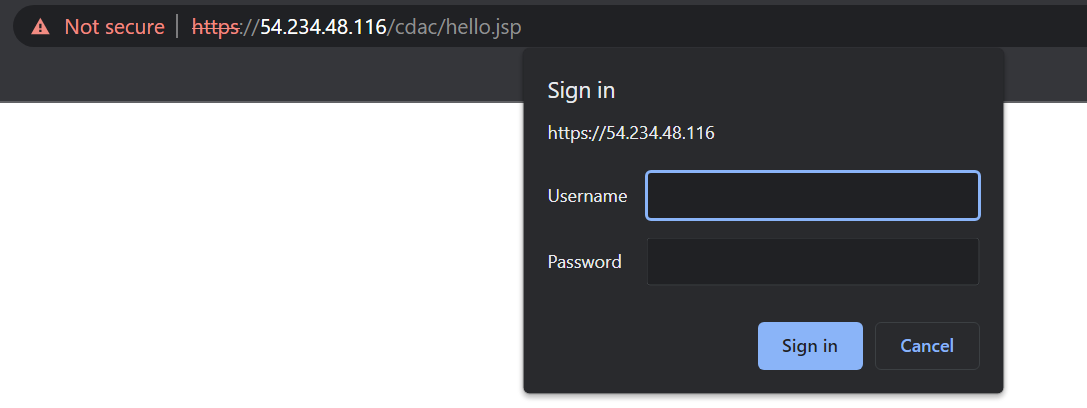 Not secure | https://54.234.48.116/cdac/hello.jsp
Sign in
https://54.234.48.116
Username
Password
Sign in Cancel